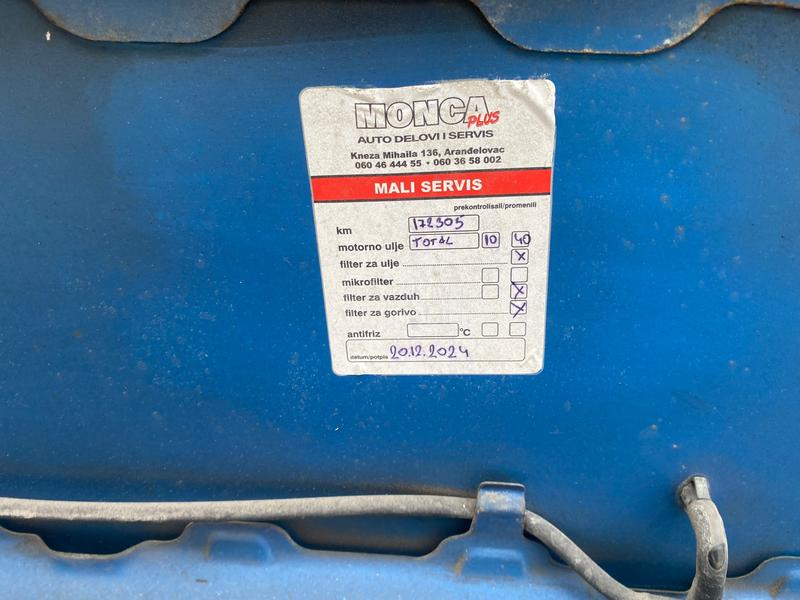 MONCA PLUS
AUTO DELOVI I SERVIS
Kneza Mihaila 136, Aranđelovac
060 46 444 55 • 060 36 58 002
MALI SERVIS
prekontrolisali/promenili
km 172305
motorno ulje TOTAL 10 40
filter za ulje X
mikrofilter
filter za vazduh X
filter za gorivo X
antifriz °C
datum/potpis 20.12.2024